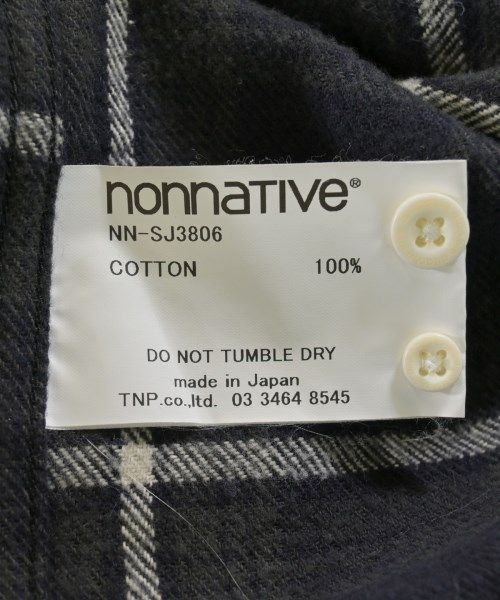 nonnaTIVe®
NN-SJ3806
COTTON 100%
DO NOT TUMBLE DRY
made in Japan
TNP.co.,ltd. 03 3464 8545